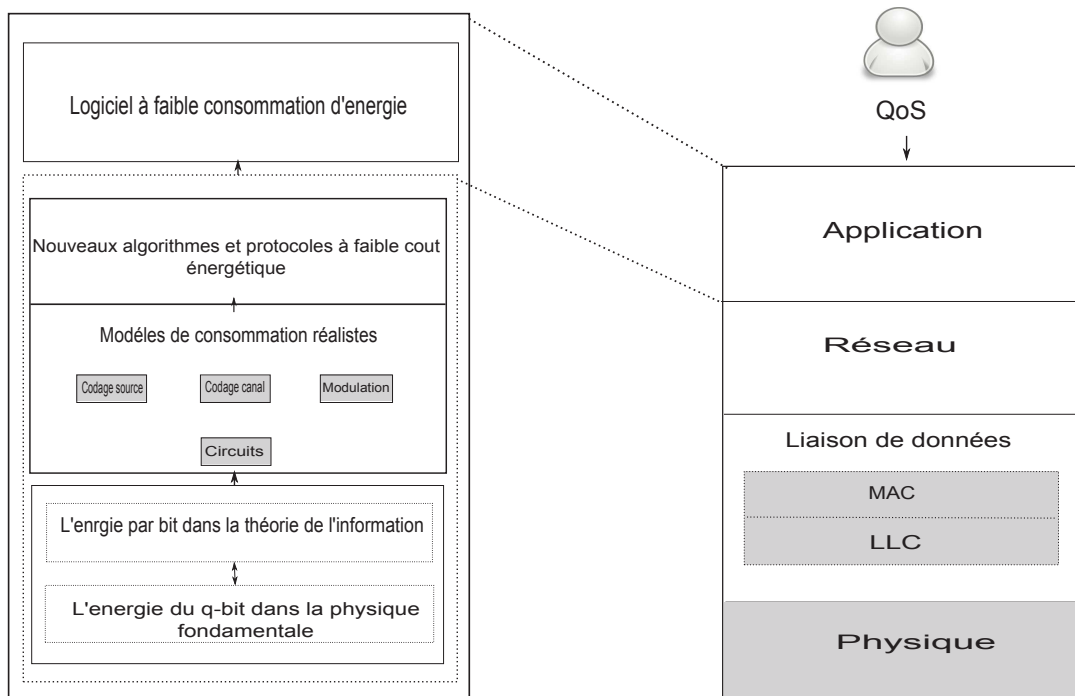 Logiciel à faible consommation d'energie
Nouveaux algorithmes et protocoles à faible cout
énergétique
Modéles de consommation réalistes
Codage source
Codage canal
Modulation
Circuits
L'enrgie par bit dans la théorie de l'information
L'energie du q-bit dans la physique
fondamentale
QoS
Application
Réseau
Liaison de données
MAC
LLC
Physique